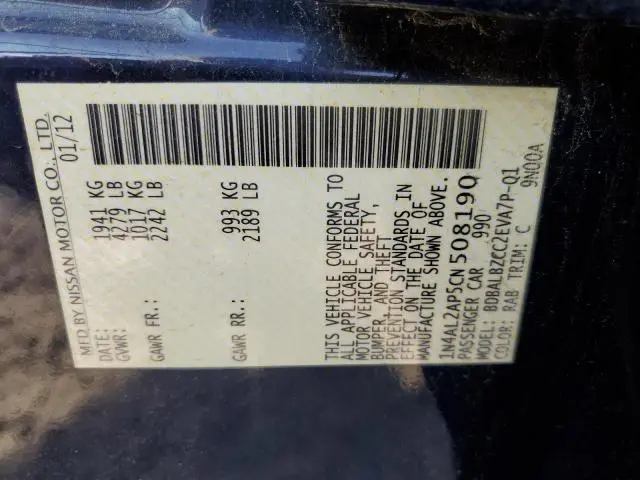 MFD BY NISSAN MOTOR CO., LTD.
DATE: 01/12
GVWR: 1941 KG
4279 LB
GAWR FR.: 1017 KG
2242 LB
GAWR RR.: 993 KG
2189 LB
THIS VEHICLE CONFORMS TO
ALL APPLICABLE FEDERAL
MOTOR VEHICLE SAFETY,
BUMPER, AND THEFT
PREVENTION STANDARDS IN
EFFECT ON THE DATE OF
MANUFACTURE SHOWN ABOVE.
1N4AL2AP5CN508190
PASSENGER CAR 990
MODEL: BDBALBZCC2EVA7P-Q1
COLOR: RAB TRIM: C 9N00A